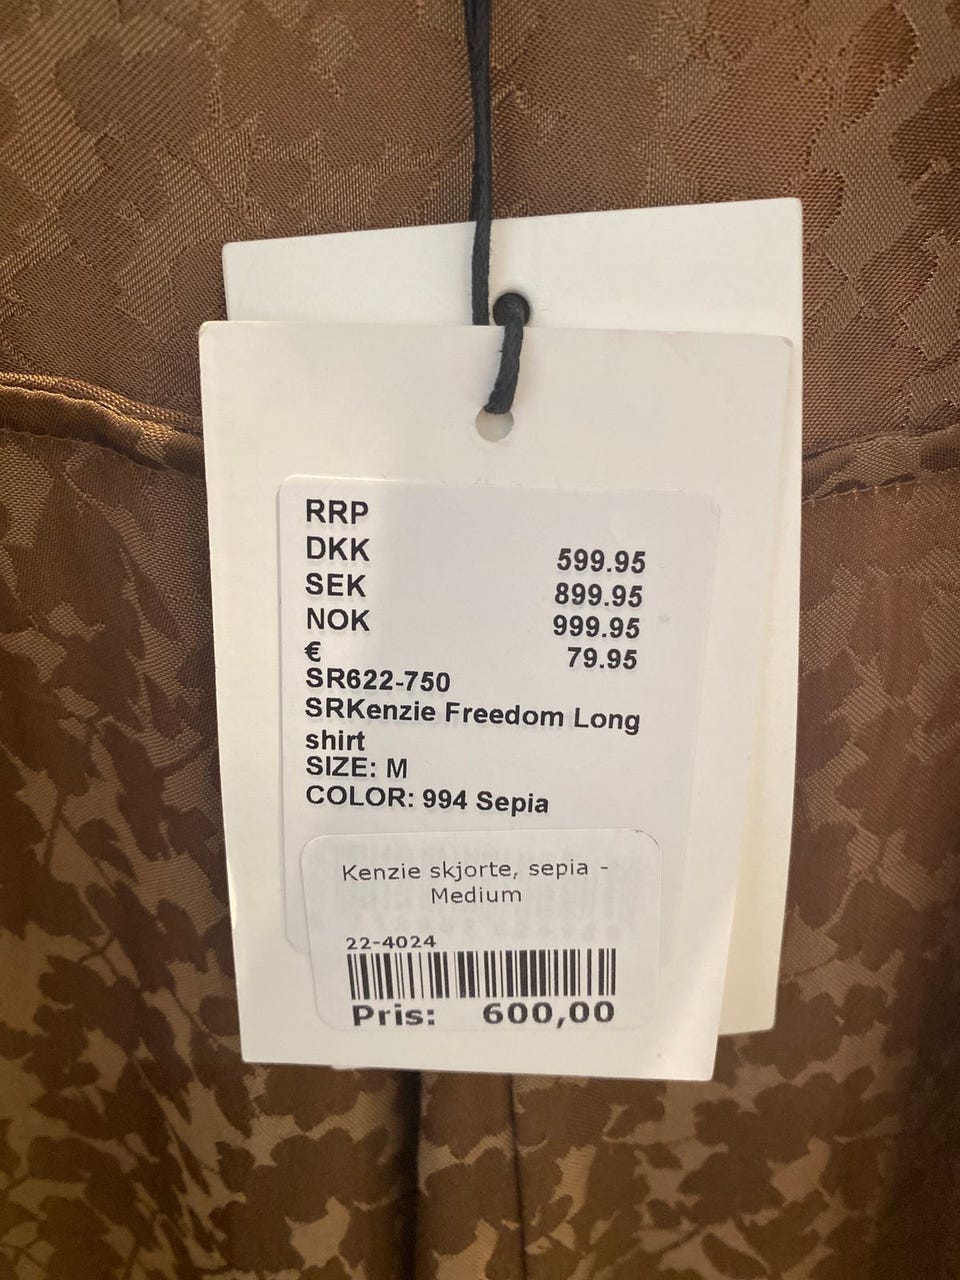 RRP
DKK 599.95
SEK 899.95
NOK 999.95
€ 79.95
SR622-750
SRKenzie Freedom Long
shirt
SIZE: M
COLOR: 994 Sepia
Kenzie skjorte, sepia -
Medium
22-4024
Pris: 600,00